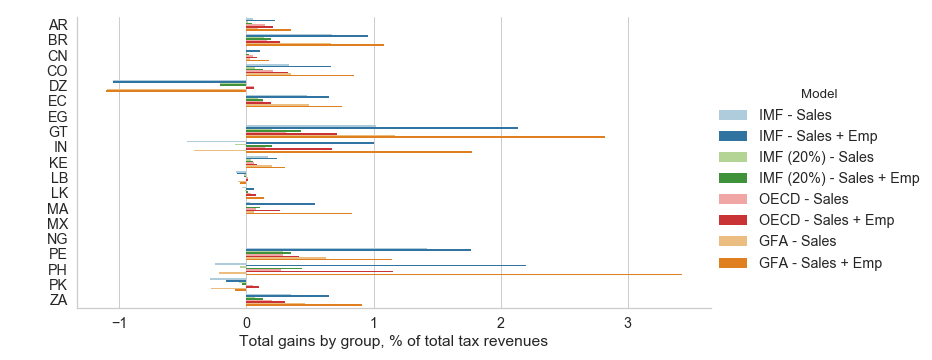 AR
BR
CN
CO
DZ
EC
EG
GT
IN
KE
LB
LK
MA
MX
NG
PE
PH
PK
ZA
−1
0
1
2
3
Total gains by group, % of total tax revenues
Model
IMF - Sales
IMF - Sales + Emp
IMF (20%) - Sales
IMF (20%) - Sales + Emp
OECD - Sales
OECD - Sales + Emp
GFA - Sales
GFA - Sales + Emp